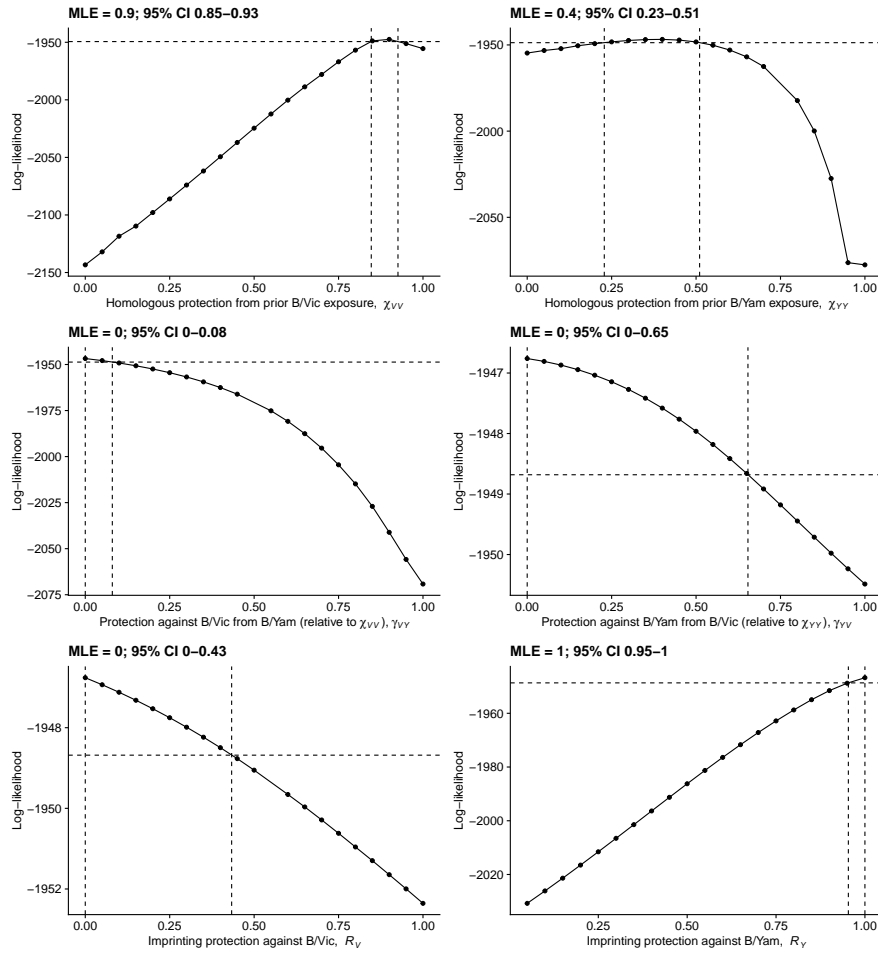 MLE = 0.9; 95% CI 0.85–0.93
−1950
−2000
−2050
−2100
−2150
Log−likelihood
0.00 0.25 0.50 0.75 1.00
Homologous protection from prior B/Vic exposure, χVV
MLE = 0.4; 95% CI 0.23–0.51
−1950
−2000
−2050
Log−likelihood
0.00 0.25 0.50 0.75 1.00
Homologous protection from prior B/Yam exposure, χYY
MLE = 0; 95% CI 0–0.08
−1950
−1975
−2000
−2025
−2050
−2075
Log−likelihood
0.00 0.25 0.50 0.75 1.00
Protection against B/Vic from B/Yam (relative to χVV), γVY
MLE = 0; 95% CI 0–0.65
−1947
−1948
−1949
−1950
Log−likelihood
0.00 0.25 0.50 0.75 1.00
Protection against B/Yam from B/Vic (relative to χYY), γYV
MLE = 0; 95% CI 0–0.43
−1948
−1950
−1952
Log−likelihood
0.00 0.25 0.50 0.75 1.00
Imprinting protection against B/Vic, RV
MLE = 1; 95% CI 0.95–1
−1960
−1980
−2000
−2020
Log−likelihood
0.25 0.50 0.75 1.00
Imprinting protection against B/Yam, RY